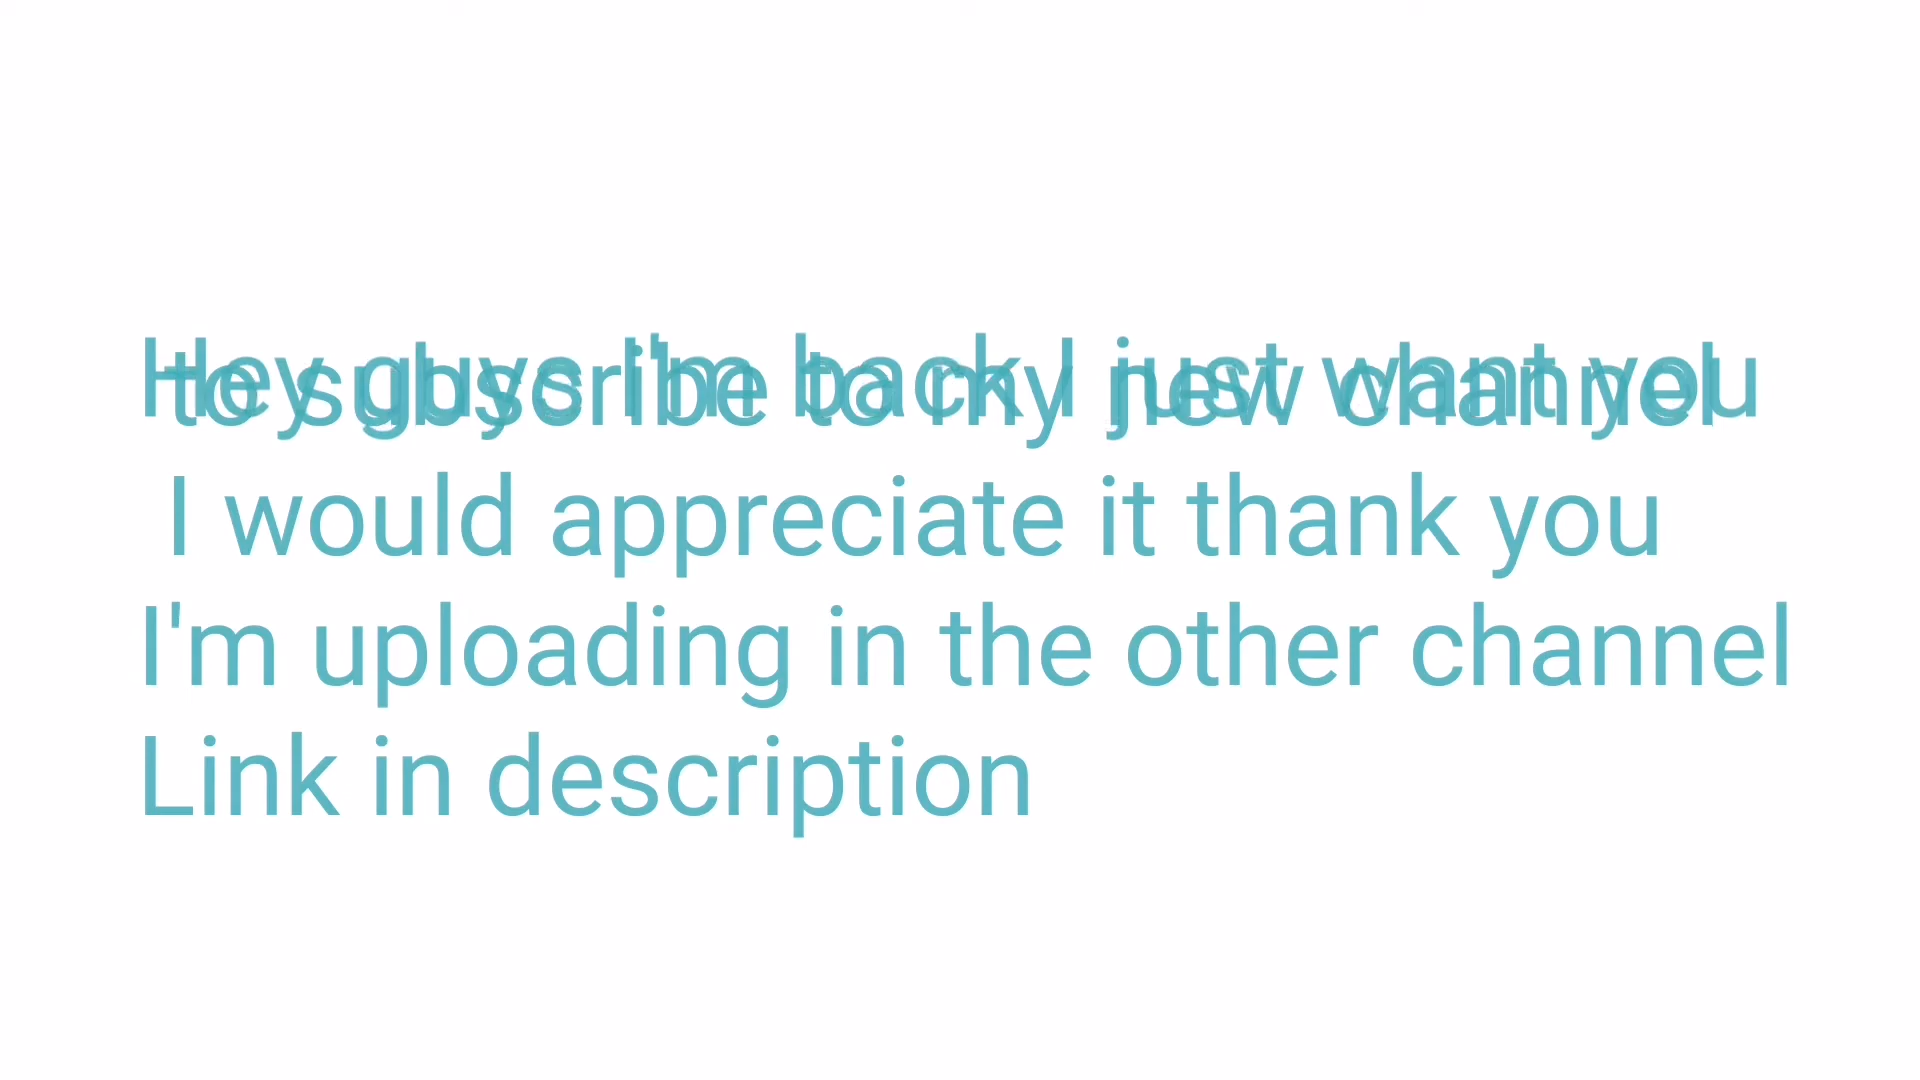 Hey guys I'm back I just want you
to subscribe to my new channel
I would appreciate it thank you
I'm uploading in the other channel
Link in description